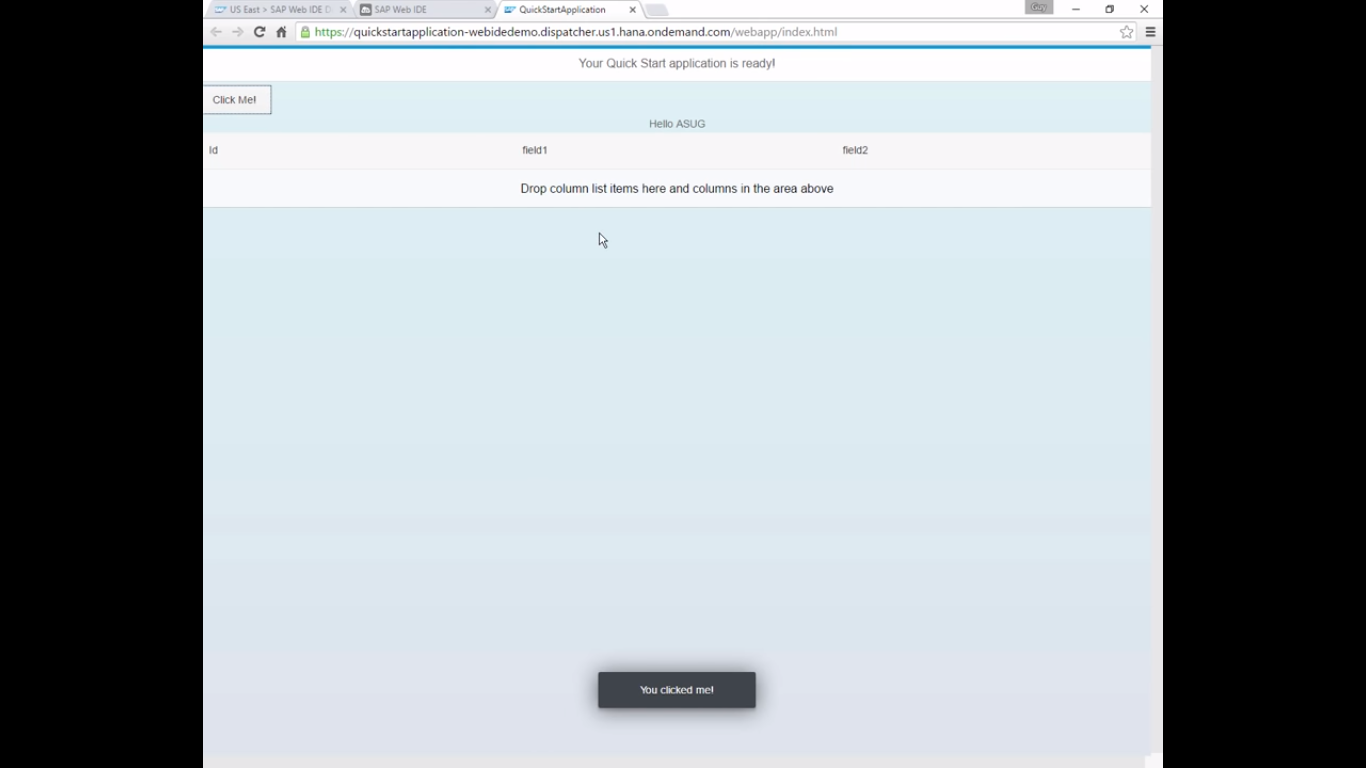 US East > SAP Web IDE D
SAP Web IDE
QuickStartApplication
Guy
https://quickstartapplication-webidedemo.dispatcher.us1.hana.ondemand.com/webapp/index.html
Your Quick Start application is ready!
Click Me!
Hello ASUG
Id field1 field2
Drop column list items here and columns in the area above
You clicked me!